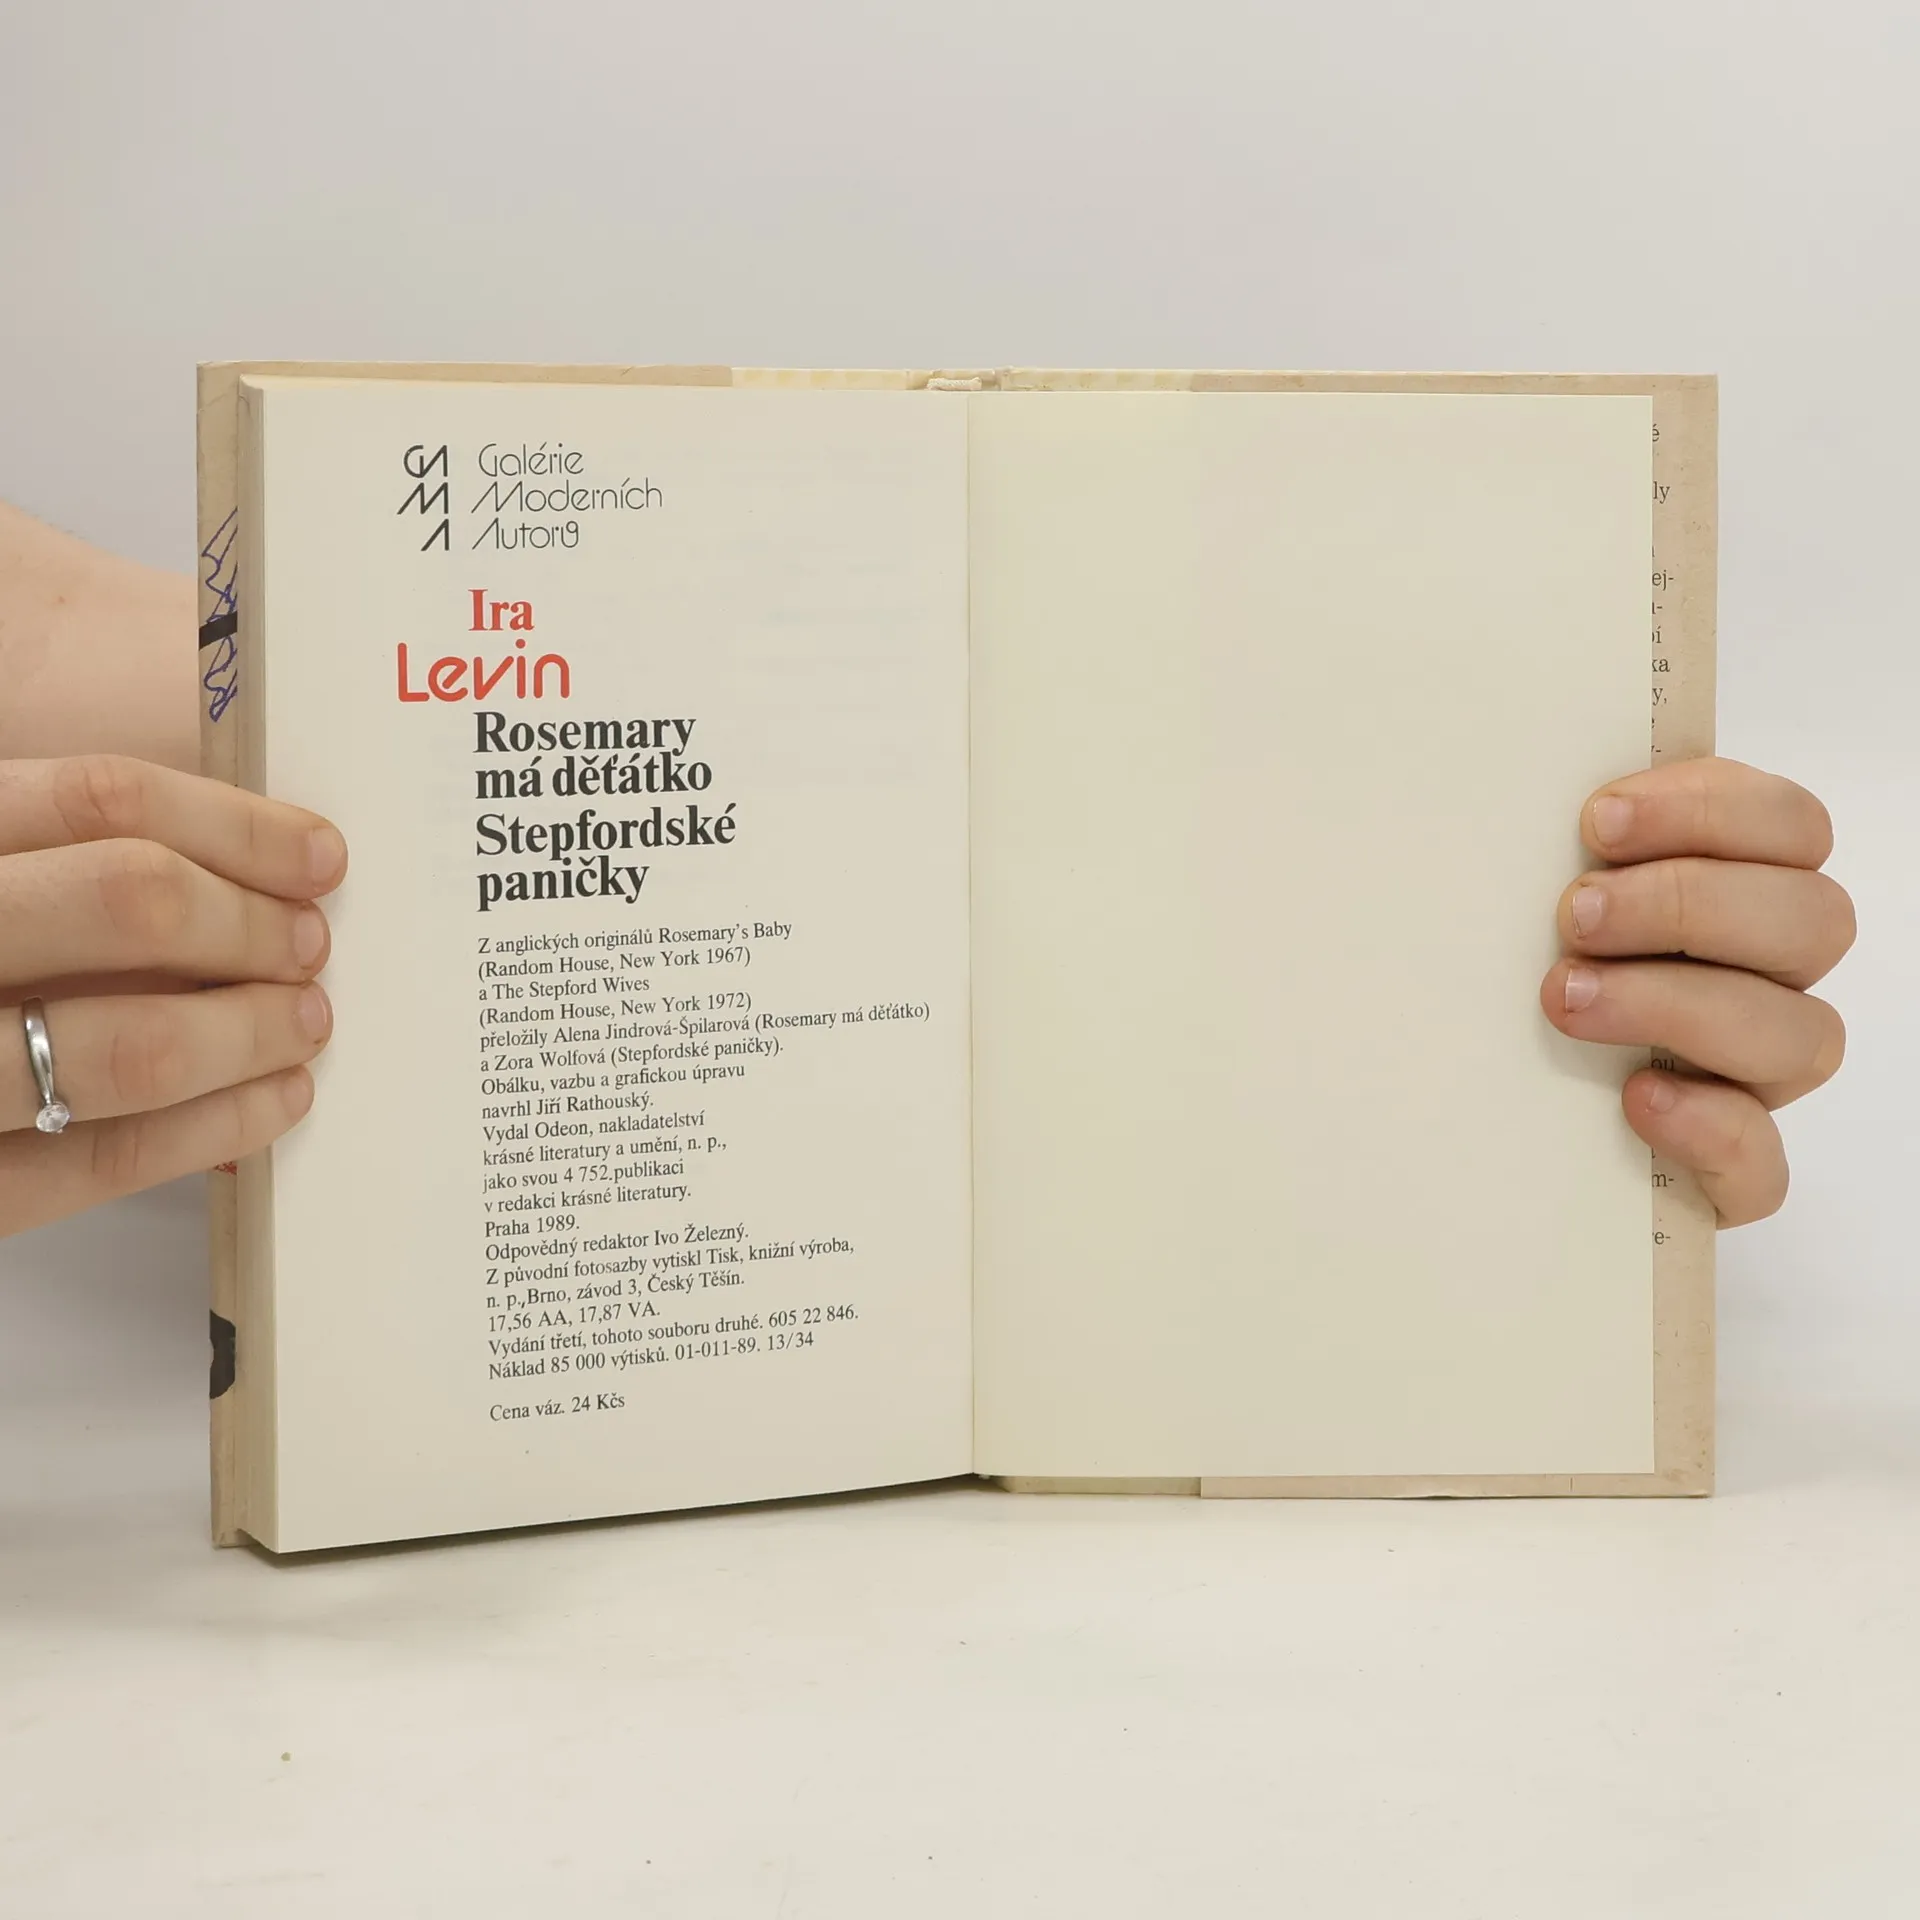 GA Galérie
M Moderních
A Autorů
Ira
Levin
Rosemary
má děťátko
Stepfordské
paničky
Z anglických originálů Rosemary's Baby
(Random House, New York 1967)
a The Stepford Wives
(Random House, New York 1972)
přeložily Alena Jindrová-Špilarová (Rosemary má děťátko)
a Zora Wolfová (Stepfordské paničky).
Obálku, vazbu a grafickou úpravu
navrhl Jiří Rathouský.
Vydal Odeon, nakladatelství
krásné literatury a umění, n. p.,
jako svou 4 752.publikaci
v redakci krásné literatury.
Praha 1989.
Odpovědný redaktor Ivo Železný.
Z původní fotosazby vytiskl Tisk, knižní výroba,
n. p.,Brno, závod 3, Český Těšín.
17,56 AA, 17,87 VA.
Vydání třetí, tohoto souboru druhé. 605 22 846.
Náklad 85 000 výtisků. 01-011-89. 13/34
Cena váz. 24 Kčs